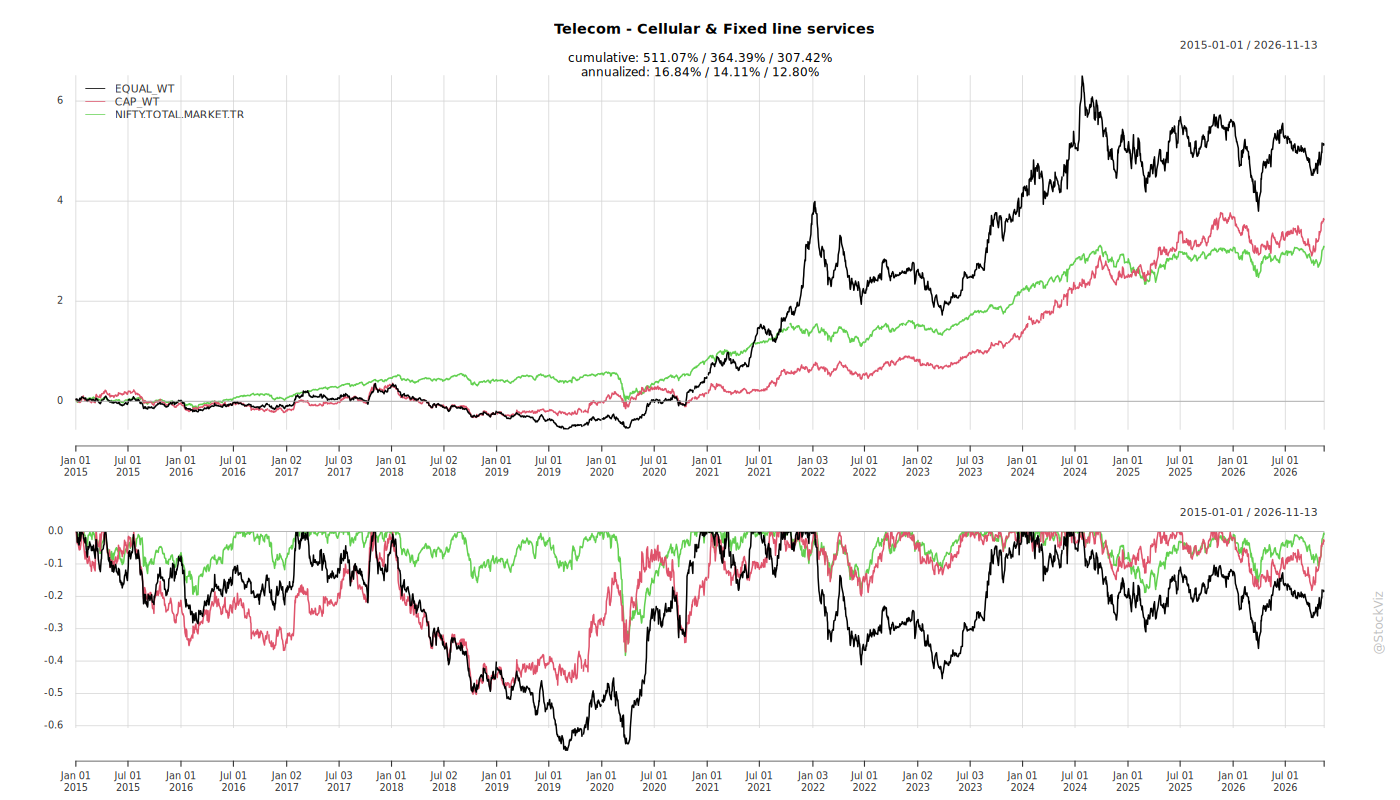 Telecom - Cellular & Fixed line services
2015-01-01 / 2026-11-13
cumulative: 511.07% / 364.39% / 307.42%
annualized: 16.84% / 14.11% / 12.80%
EQUAL_WT
CAP_WT
NIFTY.TOTAL.MARKET.TR
6
4
2
0
Jan 01 Jul 01 Jan 01 Jul 01 Jan 02 Jul 03 Jan 01 Jul 02 Jan 01 Jul 01 Jan 01 Jul 01 Jan 01 Jul 01 Jan 03 Jul 01 Jan 02 Jul 03 Jan 01 Jul 01 Jan 01 Jul 01 Jan 01 Jul 01
2015 2015 2016 2016 2017 2017 2018 2018 2019 2019 2020 2020 2021 2021 2022 2022 2023 2023 2024 2024 2025 2025 2026 2026
2015-01-01 / 2026-11-13
0.0
-0.1
-0.2
-0.3
-0.4
-0.5
-0.6
Jan 01 Jul 01 Jan 01 Jul 01 Jan 02 Jul 03 Jan 01 Jul 02 Jan 01 Jul 01 Jan 01 Jul 01 Jan 01 Jul 01 Jan 03 Jul 01 Jan 02 Jul 03 Jan 01 Jul 01 Jan 01 Jul 01 Jan 01 Jul 01
2015 2015 2016 2016 2017 2017 2018 2018 2019 2019 2020 2020 2021 2021 2022 2022 2023 2023 2024 2024 2025 2025 2026 2026
@StockViz